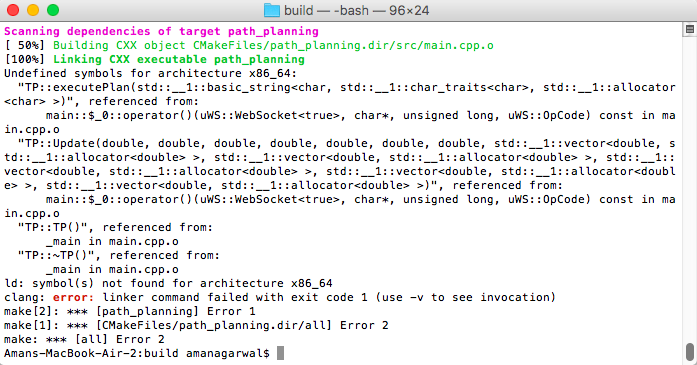 build — -bash — 96×24
Scanning dependencies of target path_planning
[ 50%] Building CXX object CMakeFiles/path_planning.dir/src/main.cpp.o
[100%] Linking CXX executable path_planning
Undefined symbols for architecture x86_64:
  "TP::executePlan(std::__1::basic_string<char, std::__1::char_traits<char>, std::__1::allocator
<char> >)", referenced from:
      main::$_0::operator()(uWS::WebSocket<true>, char*, unsigned long, uWS::OpCode) const in ma
in.cpp.o
  "TP::Update(double, double, double, double, double, double, double, std::__1::vector<double, s
td::__1::allocator<double> >, std::__1::vector<double, std::__1::allocator<double> >, std::__1::
vector<double, std::__1::allocator<double> >, std::__1::vector<double, std::__1::allocator<doubl
e> >, std::__1::vector<double, std::__1::allocator<double> >)", referenced from:
      main::$_0::operator()(uWS::WebSocket<true>, char*, unsigned long, uWS::OpCode) const in ma
in.cpp.o
  "TP::TP()", referenced from:
      _main in main.cpp.o
  "TP::~TP()", referenced from:
      _main in main.cpp.o
ld: symbol(s) not found for architecture x86_64
clang: error: linker command failed with exit code 1 (use -v to see invocation)
make[2]: *** [path_planning] Error 1
make[1]: *** [CMakeFiles/path_planning.dir/all] Error 2
make: *** [all] Error 2
Amans-MacBook-Air-2:build amanagarwal$